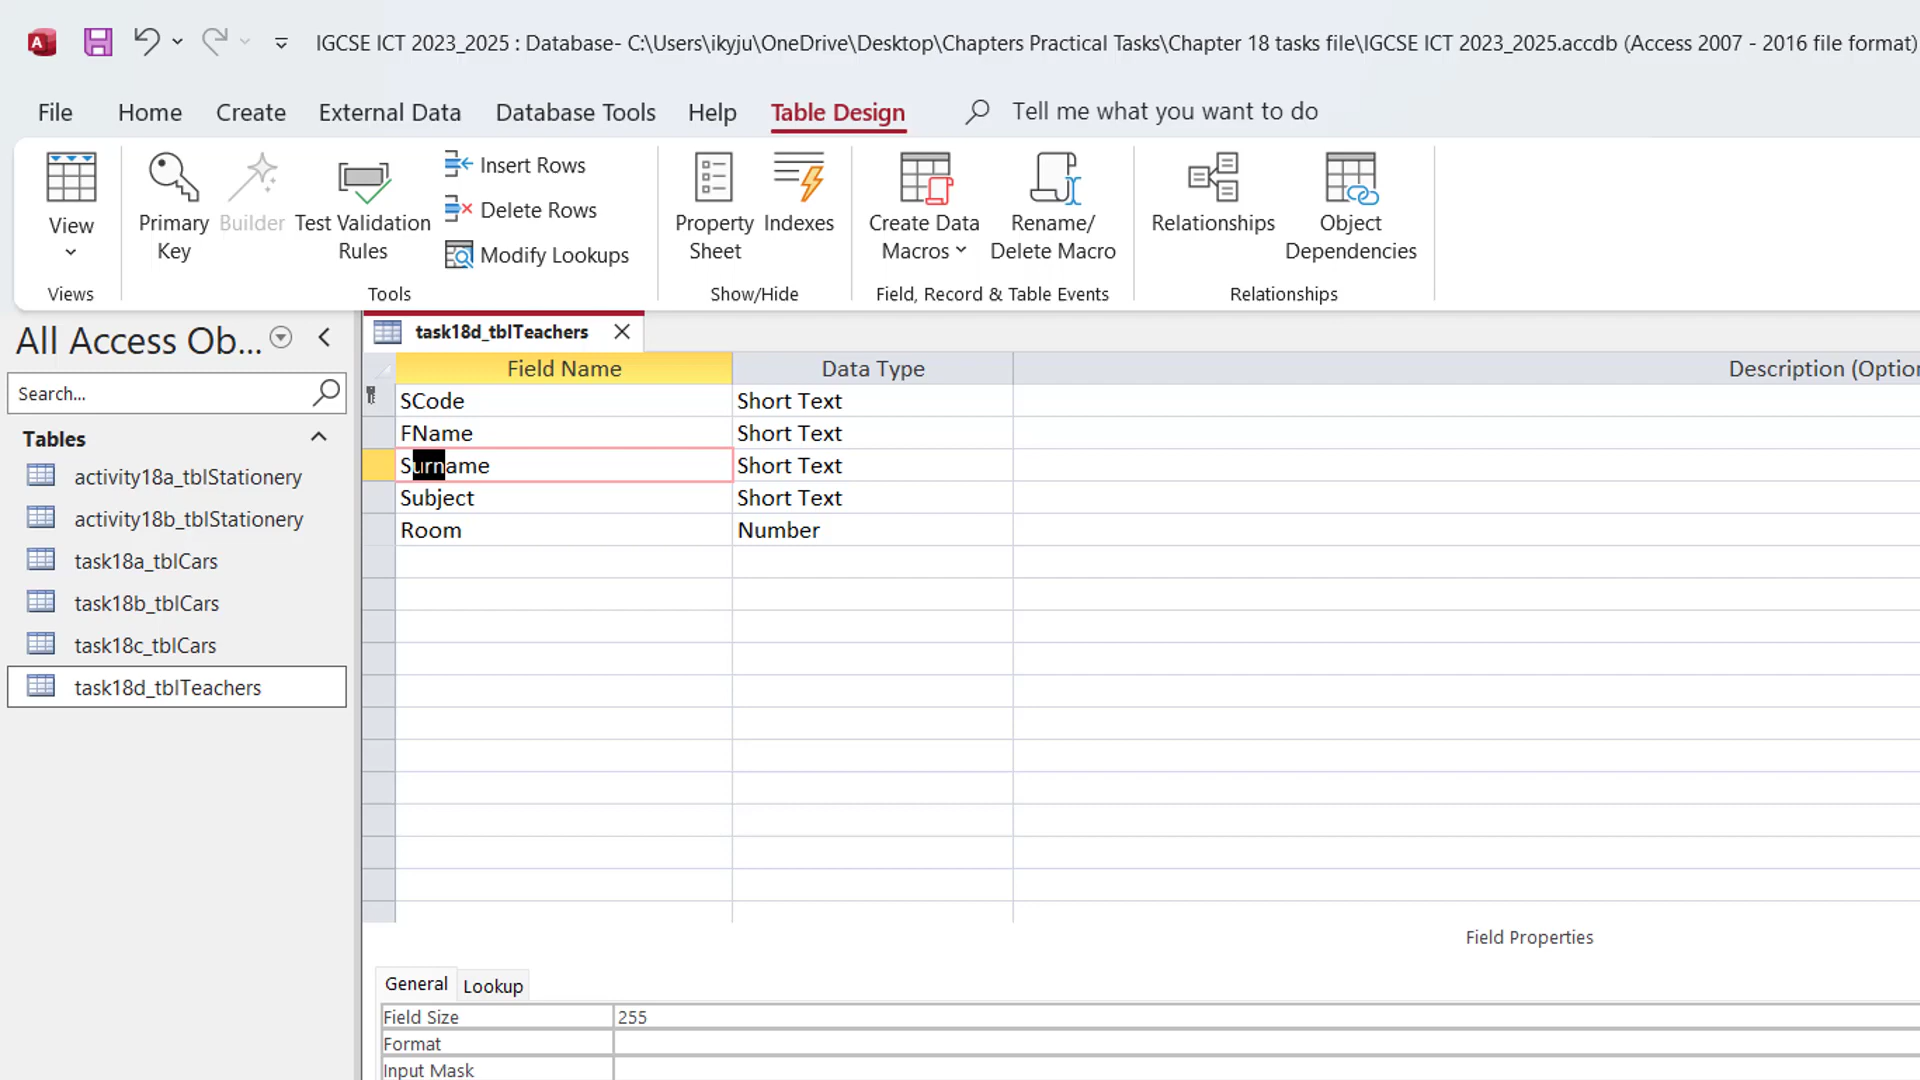 IGCSE ICT 2023_2025 : Database- C:\Users\ikyju\OneDrive\Desktop\Chapters Practical Tasks\Chapter 18 tasks file\IGCSE ICT 2023_2025.accdb (Access 2007 - 2016 file format)
File Home Create External Data Database Tools Help Table Design Tell me what you want to do
View
Primary Key
Builder
Test Validation Rules
Insert Rows
Delete Rows
Modify Lookups
Property Sheet
Indexes
Create Data Macros
Rename/ Delete Macro
Relationships
Object Dependencies
Views Tools Show/Hide Field, Record & Table Events Relationships
All Access Ob...
Search...
Tables
activity18a_tblStationery
activity18b_tblStationery
task18a_tblCars
task18b_tblCars
task18c_tblCars
task18d_tblTeachers
task18d_tblTeachers
Field Name Data Type Description (Optio
SCode Short Text
FName Short Text
Surname Short Text
Subject Short Text
Room Number
Field Properties
General Lookup
Field Size 255
Format
Input Mask